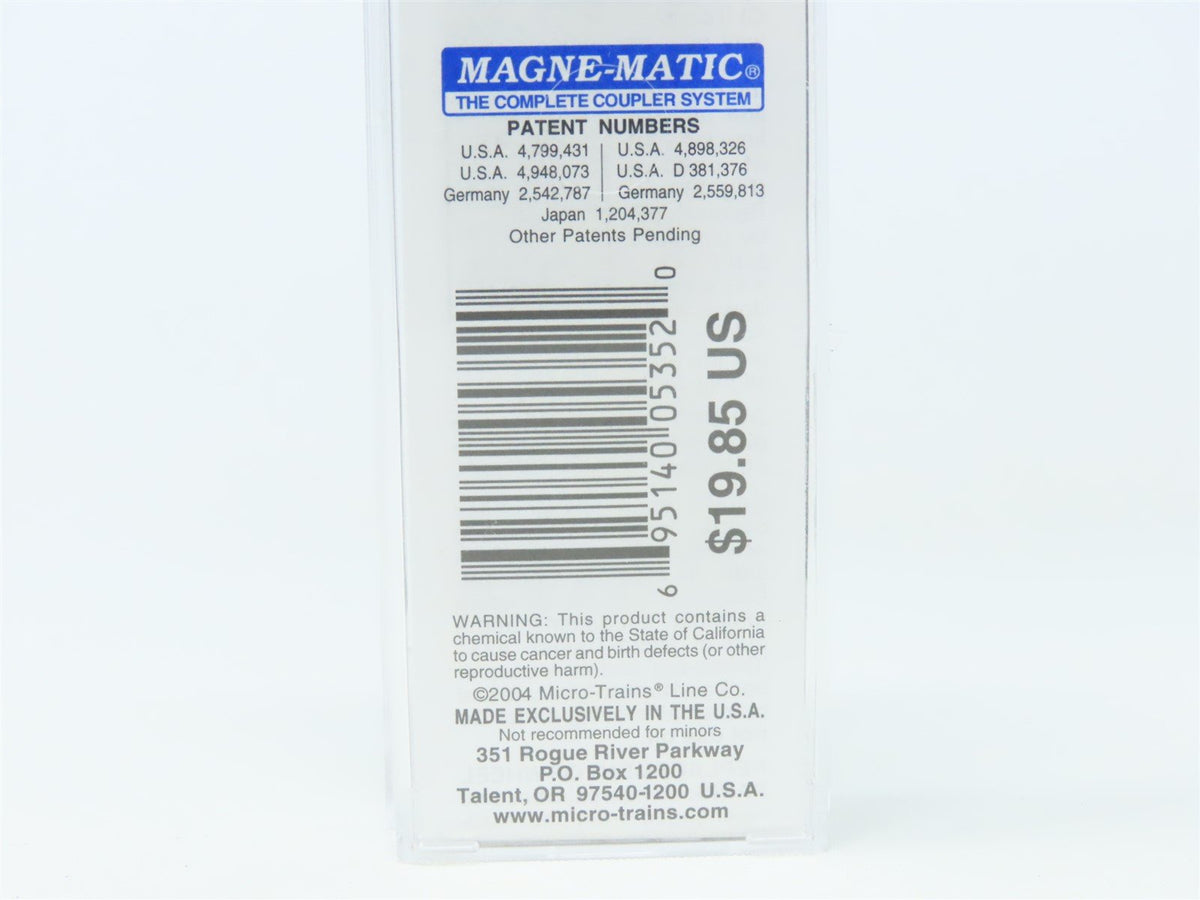 MAGNE-MATIC®
THE COMPLETE COUPLER SYSTEM
PATENT NUMBERS
U.S.A. 4,799,431 | U.S.A. 4,898,326
U.S.A. 4,948,073 | U.S.A. D 381,376
Germany 2,542,787 | Germany 2,559,813
Japan 1,204,377
Other Patents Pending
6 95140 05352 0
$19.85 US
WARNING: This product contains a
chemical known to the State of California
to cause cancer and birth defects (or other
reproductive harm).
©2004 Micro-Trains® Line Co.
MADE EXCLUSIVELY IN THE U.S.A.
Not recommended for minors
351 Rogue River Parkway
P.O. Box 1200
Talent, OR 97540-1200 U.S.A.
www.micro-trains.com